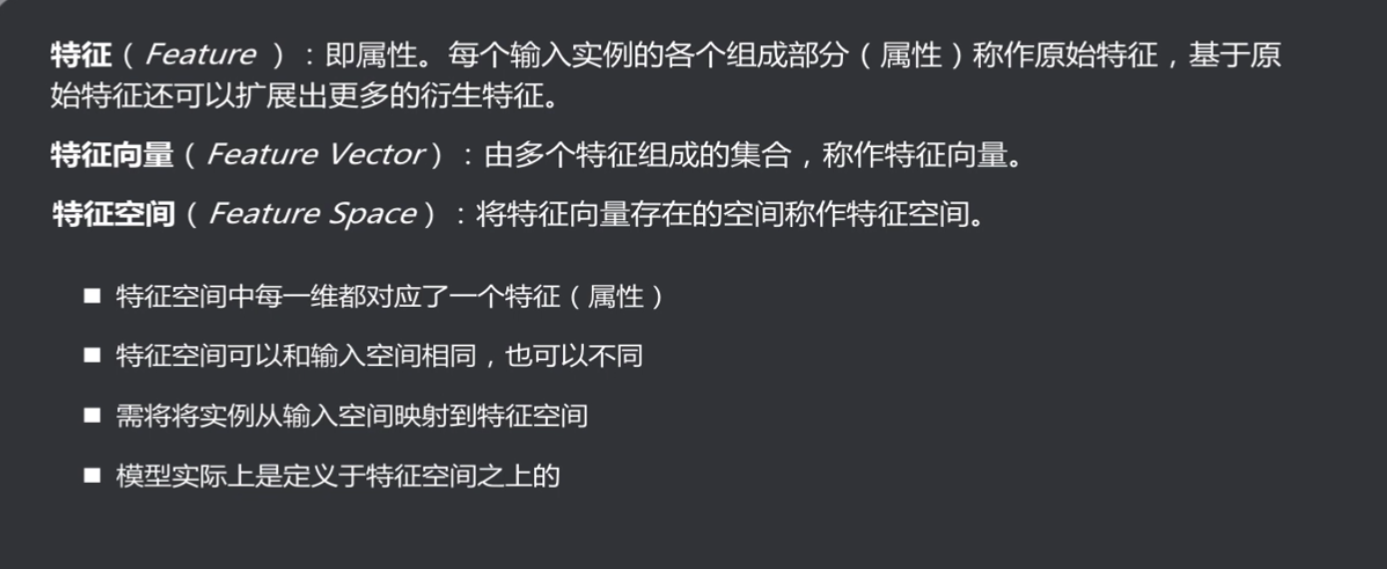 特征（Feature ）：即属性。每个输入实例的各个组成部分（属性）称作原始特征，基于原
始特征还可以扩展出更多的衍生特征。
特征向量（Feature Vector）：由多个特征组成的集合，称作特征向量。
特征空间（Feature Space）：将特征向量存在的空间称作特征空间。
■ 特征空间中每一维都对应了一个特征（属性）
■ 特征空间可以和输入空间相同，也可以不同
■ 需将将实例从输入空间映射到特征空间
■ 模型实际上是定义于特征空间之上的